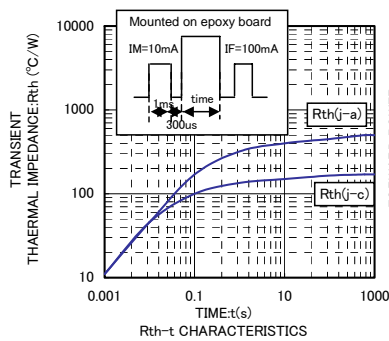 Mounted on epoxy board
IM=10mA
IF=100mA
1ms
time
300us
10000
1000
100
10
TRANSIENT
THAERMAL IMPEDANCE:Rth (℃/W)
Rth(j-a)
Rth(j-c)
0.001
0.1
10
1000
TIME:t(s)
Rth-t CHARACTERISTICS